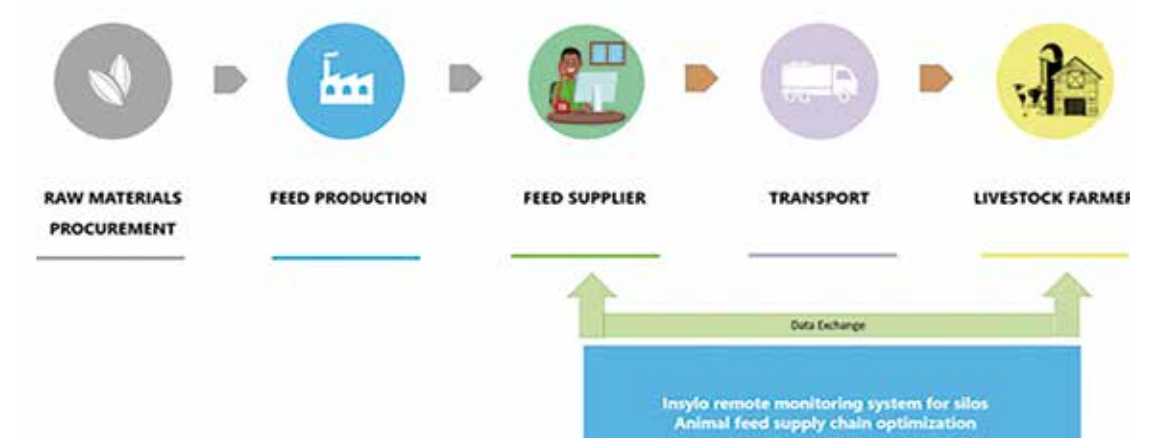 RAW MATERIALS
PROCUREMENT
FEED PRODUCTION
FEED SUPPLIER
TRANSPORT
LIVESTOCK FARMER
Data Exchange
Insylo remote monitoring system for silos
Animal feed supply chain optimization